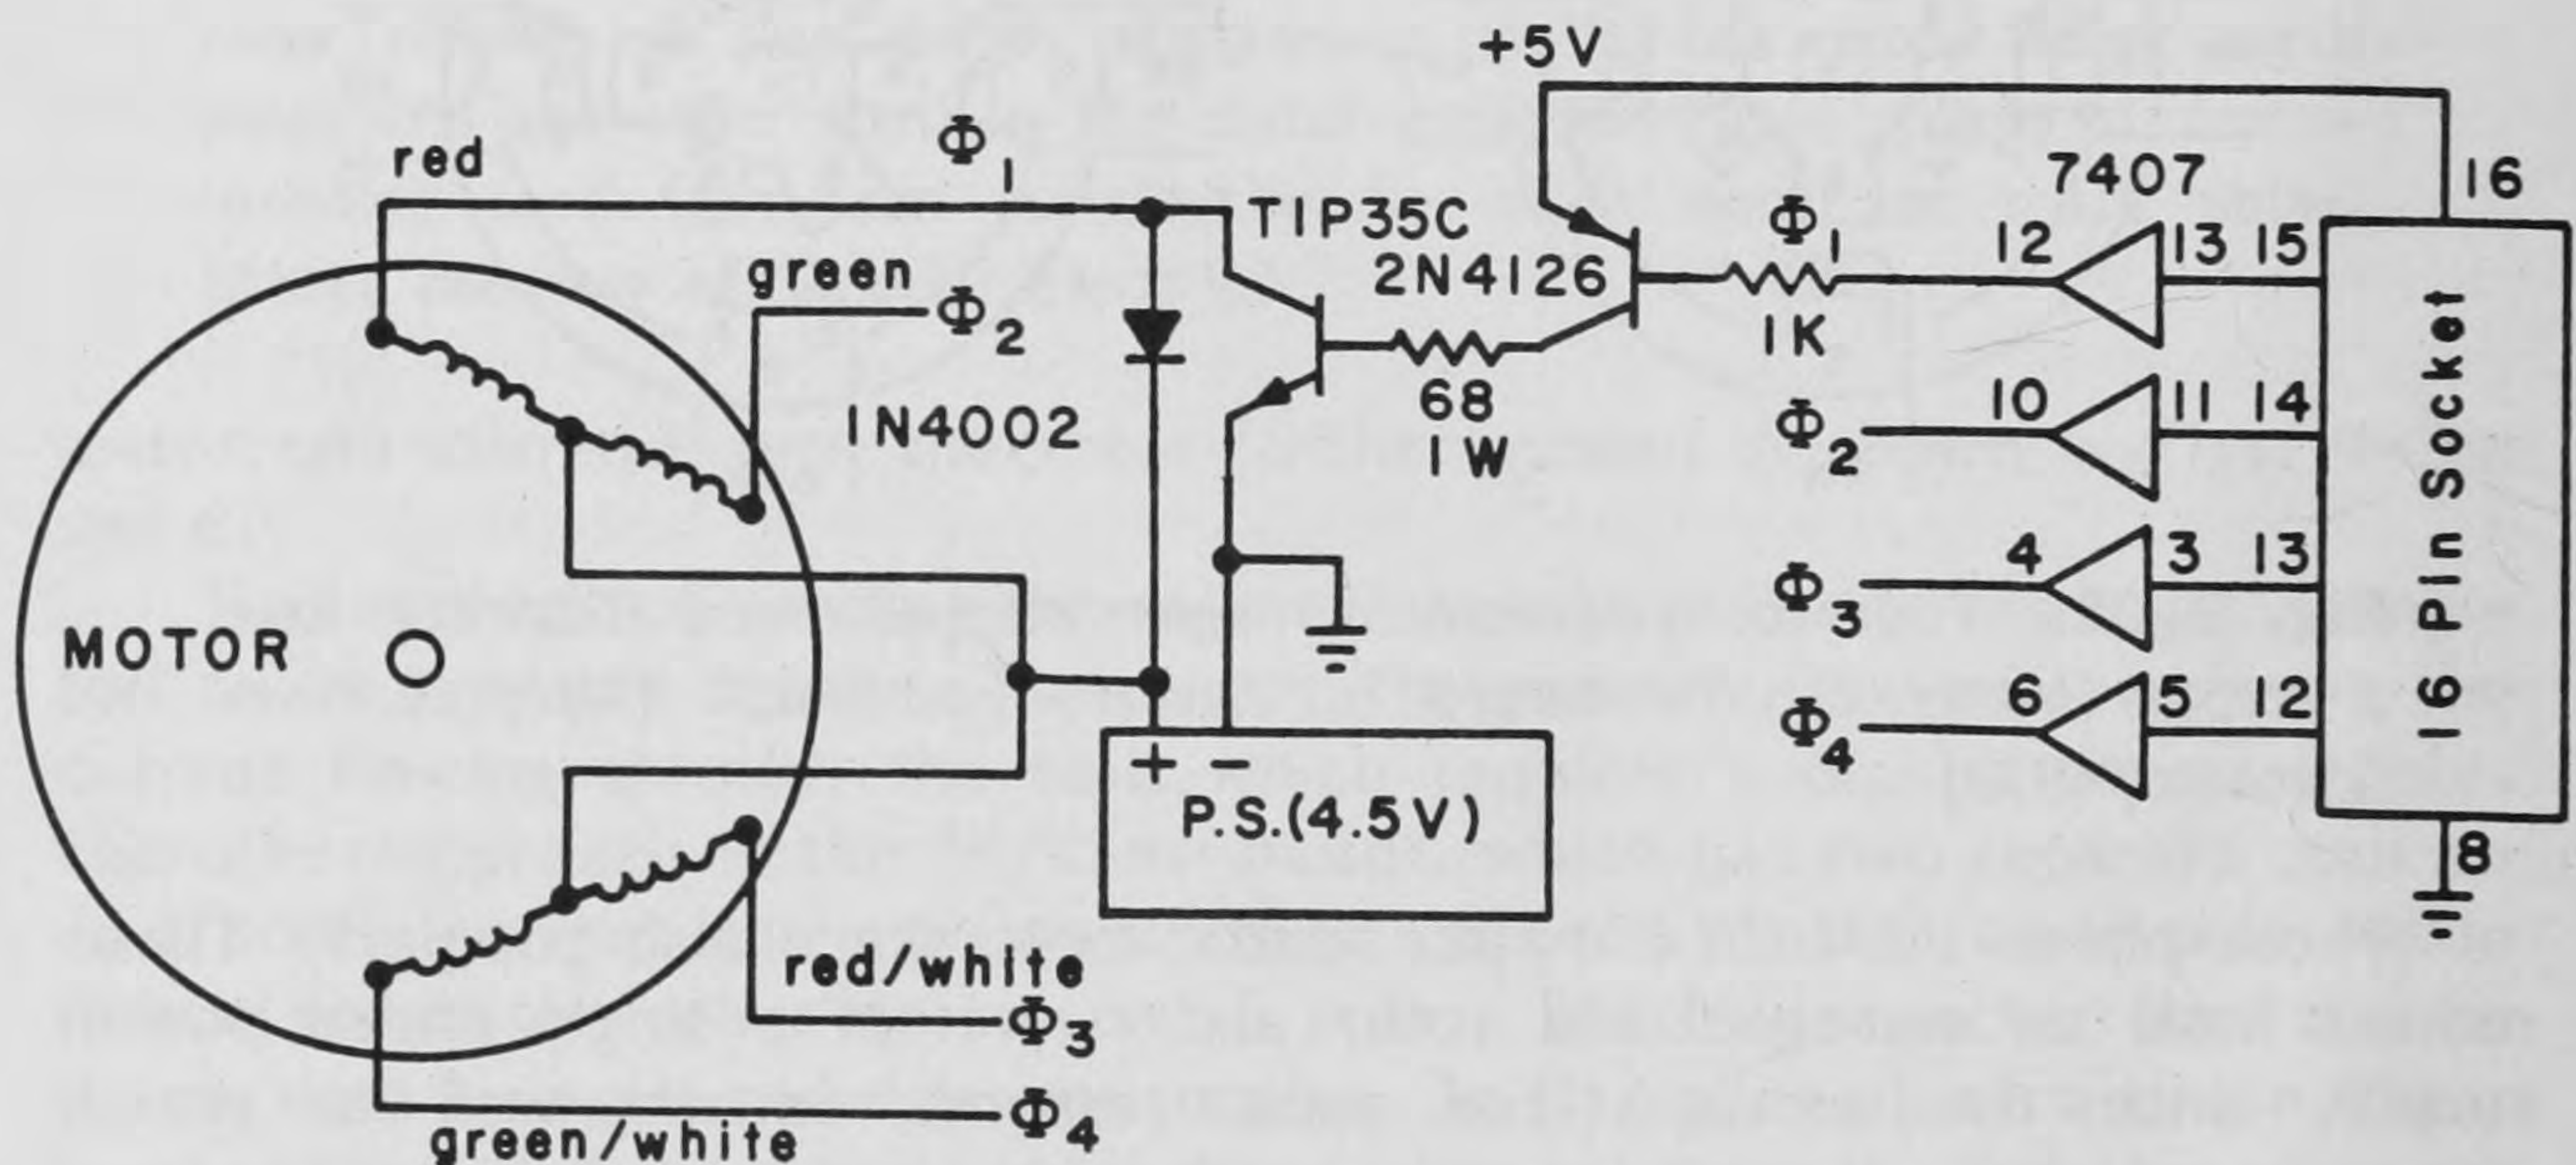 +5V
red
Φ1
7407
16
TIP35C
Φ1
12
13
15
green
2N4126
Φ2
1K
1N4002
68
1W
Φ2
10
11
14
16 Pin Socket
Φ3
4
3
13
MOTOR
Φ4
6
5
12
+ -
P.S.(4.5V)
8
red/white
Φ3
Φ4
green/white